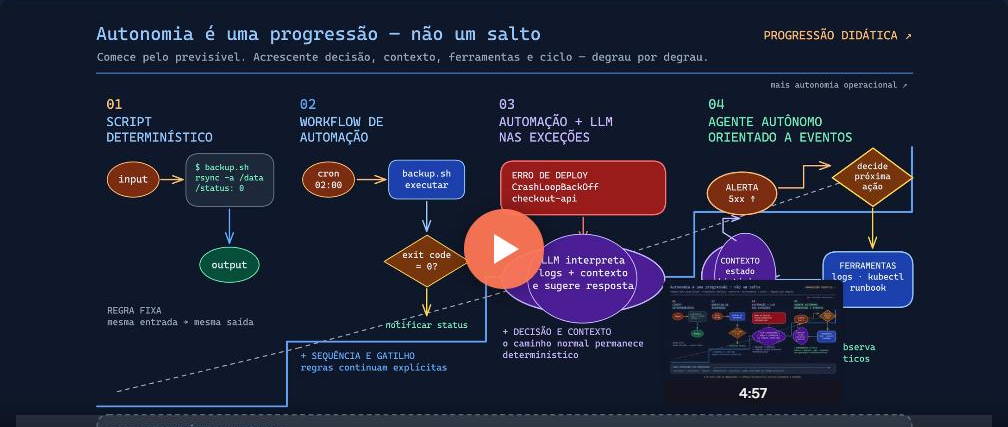 Autonomia é uma progressão — não um salto
PROGRESSÃO DIDÁTICA ↗
Comece pelo previsível. Acrescente decisão, contexto, ferramentas e ciclo — degrau por degrau.
mais autonomia operacional ↗
01
SCRIPT
DETERMINÍSTICO
input
$ backup.sh
rsync -a /data
/status: 0
output
REGRA FIXA
mesma entrada → mesma saída
02
WORKFLOW DE
AUTOMAÇÃO
cron
02:00
backup.sh
executar
exit code
= 0?
notificar status
+ SEQUÊNCIA E GATILHO
regras continuam explícitas
03
AUTOMAÇÃO + LLM
NAS EXCEÇÕES
ERRO DE DEPLOY
CrashLoopBackOff
checkout-api
LLM interpreta
logs + contexto
e sugere resposta
+ DECISÃO E CONTEXTO
o caminho normal permanece
determinístico
04
AGENTE AUTÔNOMO
ORIENTADO A EVENTOS
ALERTA
5xx ↑
decide
próxima
ação
CONTEXTO
estado
FERRAMENTAS
logs · kubectl
runbook
observa
4:57